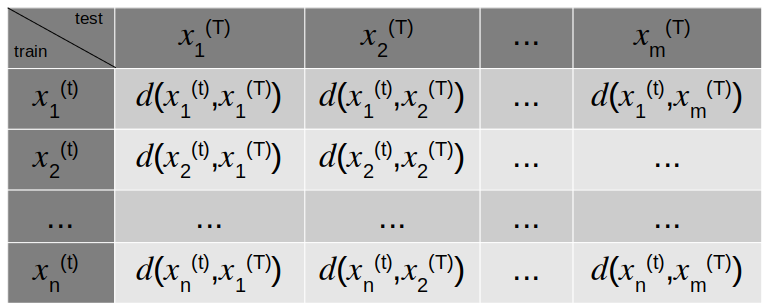 test
train
x₁⁽ᵀ⁾ x₂⁽ᵀ⁾ ... xₘ⁽ᵀ⁾
x₁⁽ᵗ⁾ d(x₁⁽ᵗ⁾,x₁⁽ᵀ⁾) d(x₁⁽ᵗ⁾,x₂⁽ᵀ⁾) ... d(x₁⁽ᵗ⁾,xₘ⁽ᵀ⁾)
x₂⁽ᵗ⁾ d(x₂⁽ᵗ⁾,x₁⁽ᵀ⁾) d(x₂⁽ᵗ⁾,x₂⁽ᵀ⁾) ... ...
... ... ... ... ...
xₙ⁽ᵗ⁾ d(xₙ⁽ᵗ⁾,x₁⁽ᵀ⁾) d(xₙ⁽ᵗ⁾,x₂⁽ᵀ⁾) ... d(xₙ⁽ᵗ⁾,xₘ⁽ᵀ⁾)